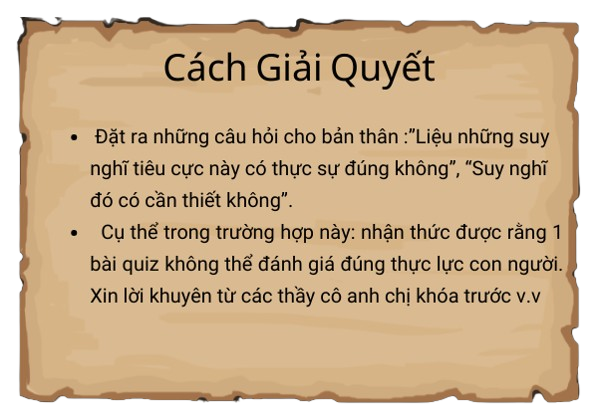 Cách Giải Quyết
• Đặt ra những câu hỏi cho bản thân :”Liệu những suy
nghĩ tiêu cực này có thực sự đúng không”, “Suy nghĩ
đó có cần thiết không”.
• Cụ thể trong trường hợp này: nhận thức được rằng 1
bài quiz không thể đánh giá đúng thực lực con người.
Xin lời khuyên từ các thầy cô anh chị khóa trước v.v